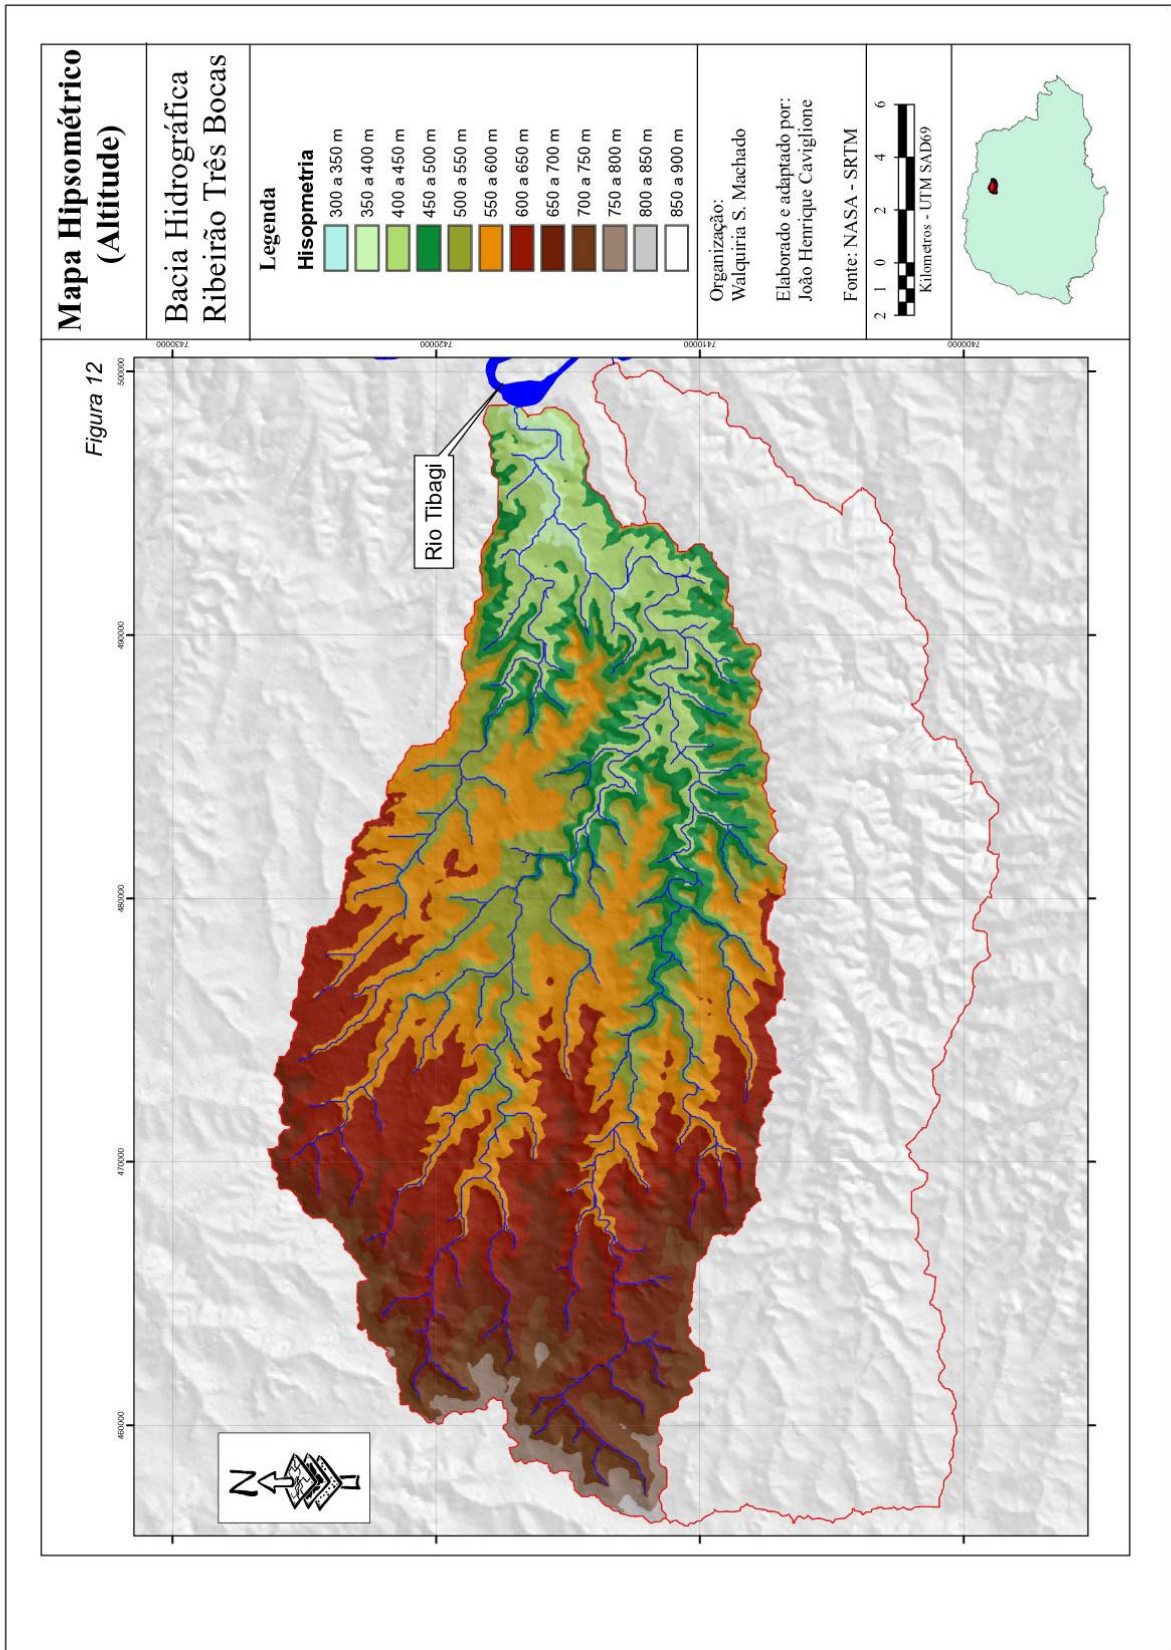 Figura 12
Mapa Hipsométrico
(Altitude)
Bacia Hidrográfica
Ribeirão Três Bocas
Legenda
Hisopmetria
300 a 350 m
350 a 400 m
400 a 450 m
450 a 500 m
500 a 550 m
550 a 600 m
600 a 650 m
650 a 700 m
700 a 750 m
750 a 800 m
800 a 850 m
850 a 900 m
Organização:
Walquiria S. Machado
Elaborado e adaptado por:
João Henrique Caviglione
Fonte: NASA - SRTM
2 1 0 2 4 6
Kilometros - UTM SAD69
Rio Tibagi
N
460000
470000
480000
490000
500000
7430000
7420000
7410000
7400000